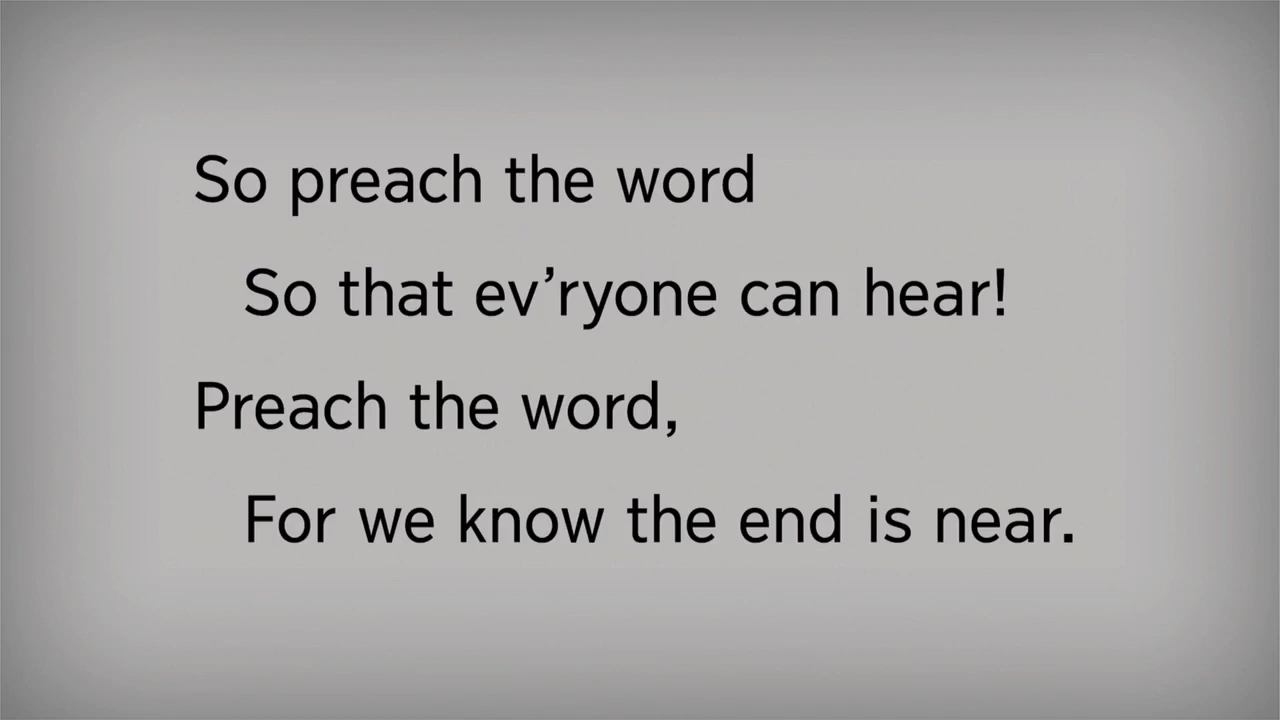 So preach the word
So that ev’ryone can hear!
Preach the word,
For we know the end is near.